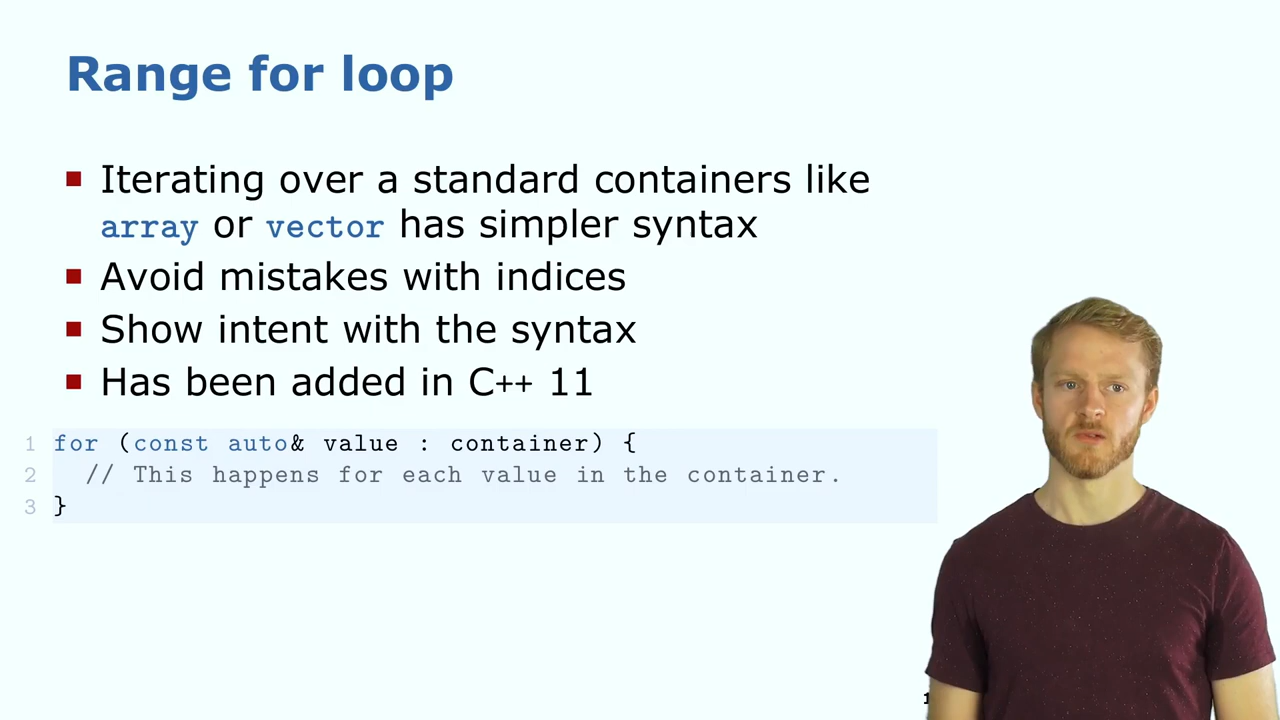 Range for loop
Iterating over a standard containers like
array or vector has simpler syntax
Avoid mistakes with indices
Show intent with the syntax
Has been added in C++ 11
1 for (const auto& value : container) {
2   // This happens for each value in the container.
3 }